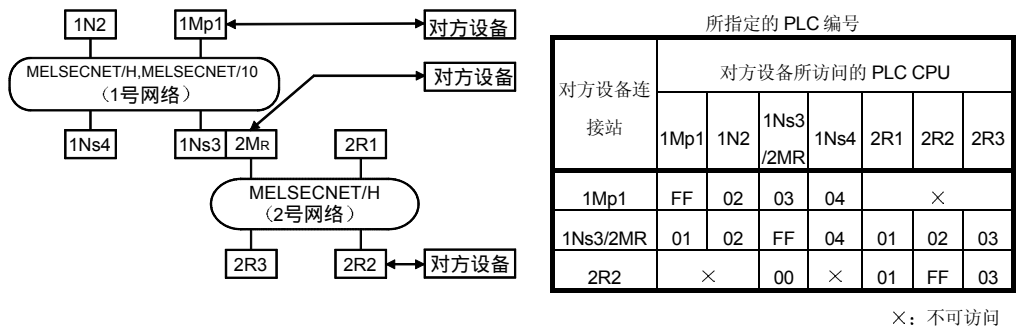 1N2
1Mp1
对方设备
MELSECNET/H,MELSECNET/10
（1号网络）
对方设备
1Ns4
1Ns3
2MR
2R1
MELSECNET/H
（2号网络）
2R3
2R2
对方设备
所指定的 PLC 编号
对方设备连接站
对方设备所访问的 PLC CPU
1Mp1 1N2 1Ns3/2MR 1Ns4 2R1 2R2 2R3
1Mp1 FF 02 03 04 ×
1Ns3/2MR 01 02 FF 04 01 02 03
2R2 × 00 × 01 FF 03
×：不可访问